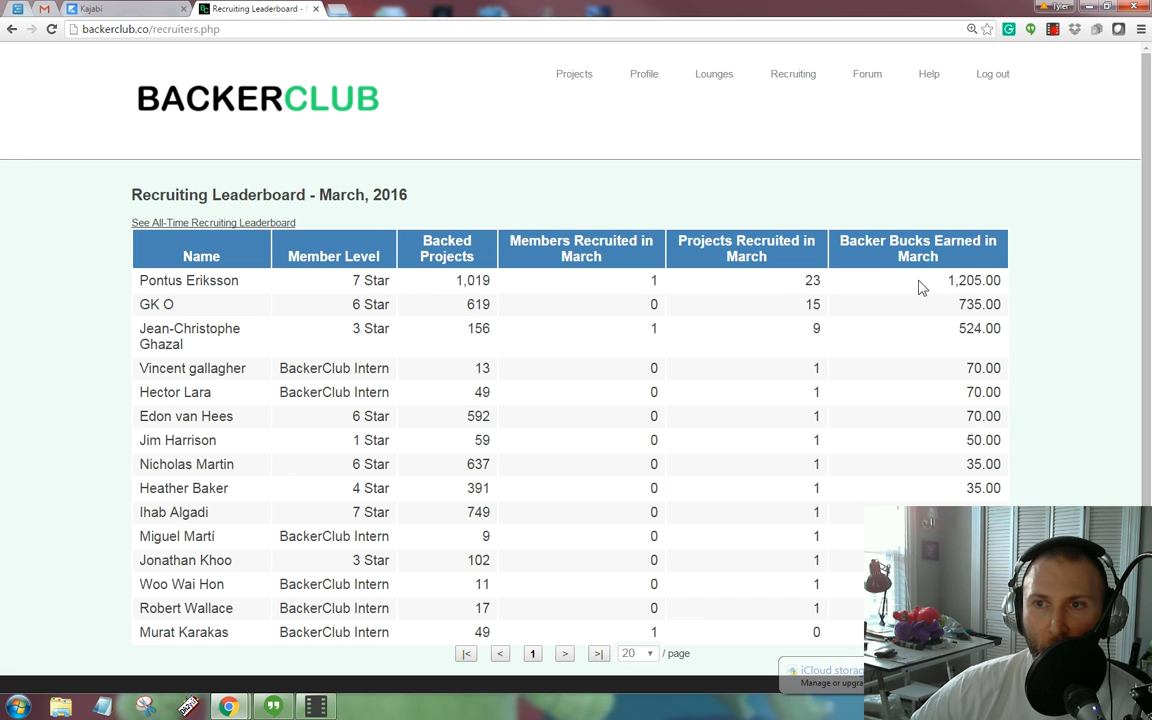 Kajabi
Recruiting Leaderboard -
Tyler
backerclub.co/recruiters.php
Projects Profile Lounges Recruiting Forum Help Log out
BACKERCLUB
Recruiting Leaderboard - March, 2016
See All-Time Recruiting Leaderboard
Name Member Level Backed Projects Members Recruited in March Projects Recruited in March Backer Bucks Earned in March
Pontus Eriksson 7 Star 1,019 1 23 1,205.00
GK O 6 Star 619 0 15 735.00
Jean-Christophe Ghazal 3 Star 156 1 9 524.00
Vincent gallagher BackerClub Intern 13 0 1 70.00
Hector Lara BackerClub Intern 49 0 1 70.00
Edon van Hees 6 Star 592 0 1 70.00
Jim Harrison 1 Star 59 0 1 50.00
Nicholas Martin 6 Star 637 0 1 35.00
Heather Baker 4 Star 391 0 1 35.00
Ihab Algadi 7 Star 749 0 1
Miguel Martí BackerClub Intern 9 0 1
Jonathan Khoo 3 Star 102 0 1
Woo Wai Hon BackerClub Intern 11 0 1
Robert Wallace BackerClub Intern 17 0 1
Murat Karakas BackerClub Intern 49 1 0
|< < 1 > >| 20 / page
iCloud storag
Manage or upgra